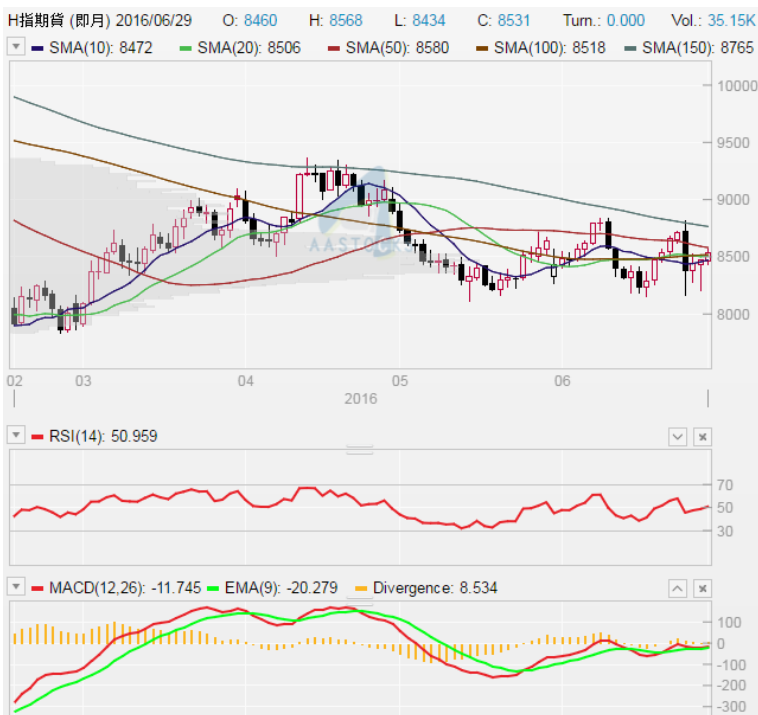 H指期貨 (即月) 2016/06/29 O: 8460 H: 8568 L: 8434 C: 8531 Turn.: 0.000 Vol.: 35.15K
SMA(10): 8472 SMA(20): 8506 SMA(50): 8580 SMA(100): 8518 SMA(150): 8765
10000
9500
9000
AASTOCKS
8500
8000
02 03 04 05 06
2016
RSI(14): 50.959
70
50
30
MACD(12,26): -11.745 EMA(9): -20.279 Divergence: 8.534
100
0
-100
-200
-300